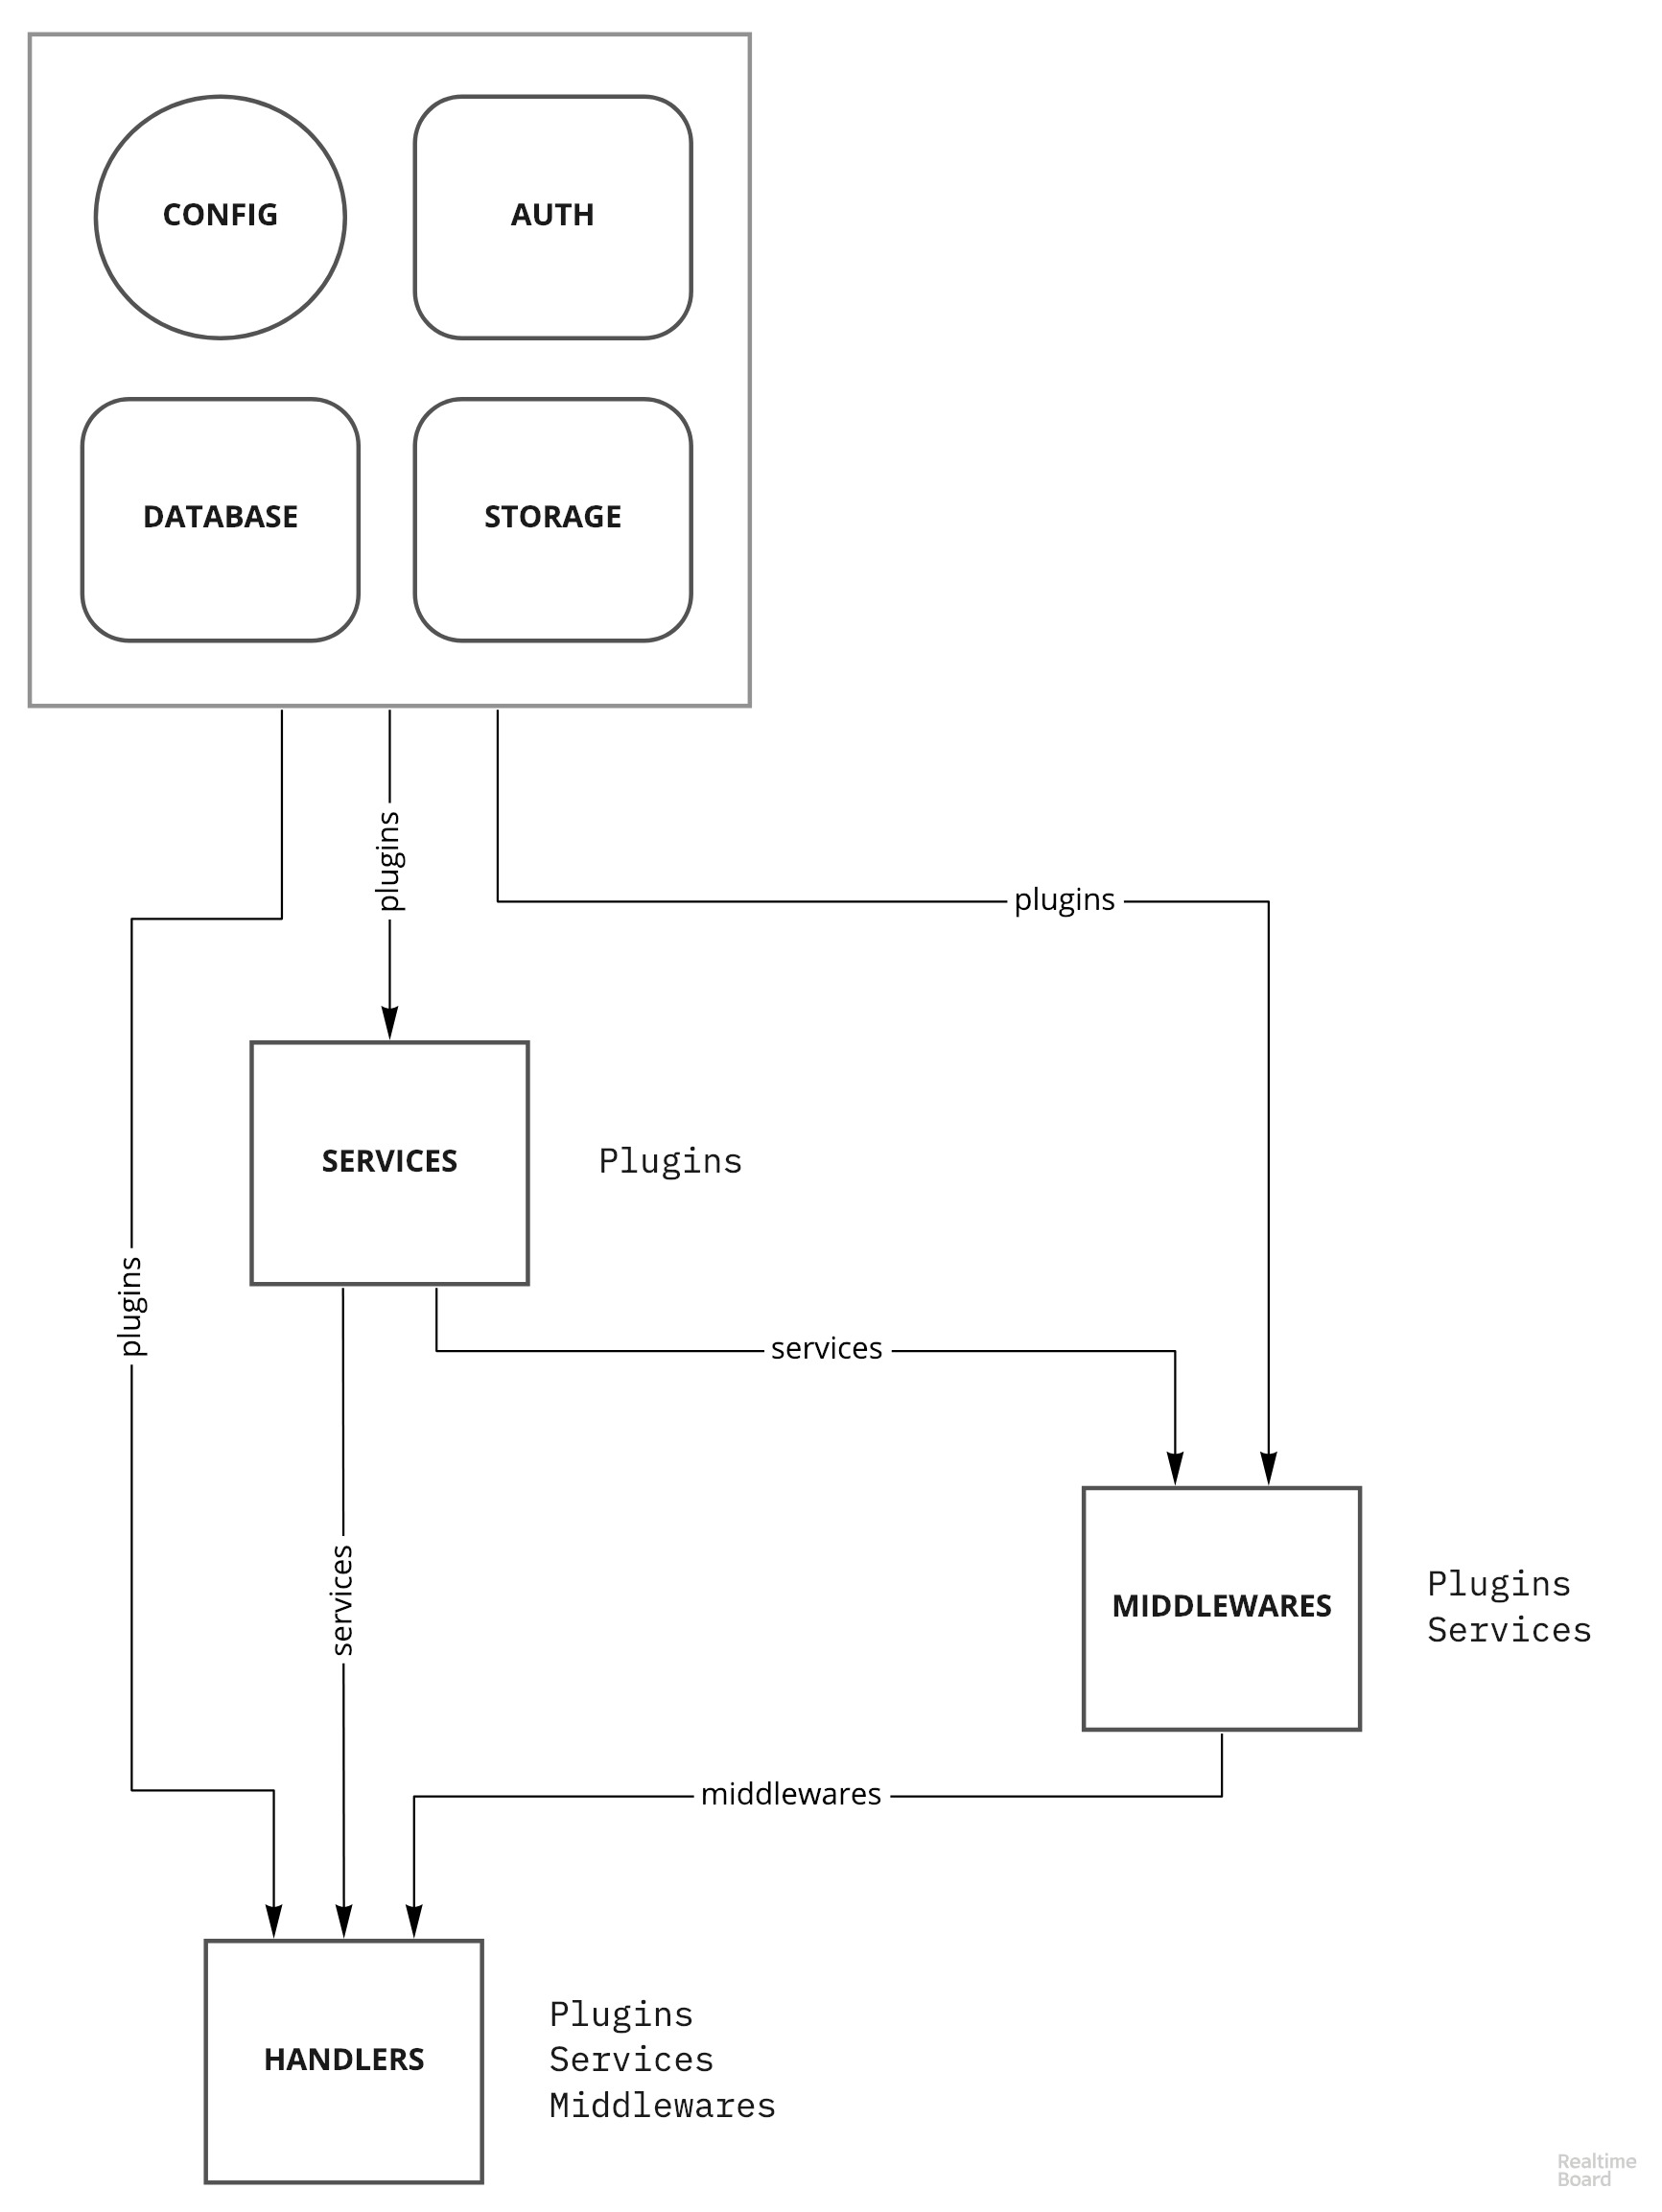 CONFIG
AUTH
DATABASE
STORAGE
plugins
plugins
SERVICES
Plugins
plugins
services
services
MIDDLEWARES
Plugins
Services
middlewares
HANDLERS
Plugins
Services
Middlewares
Realtime
Board